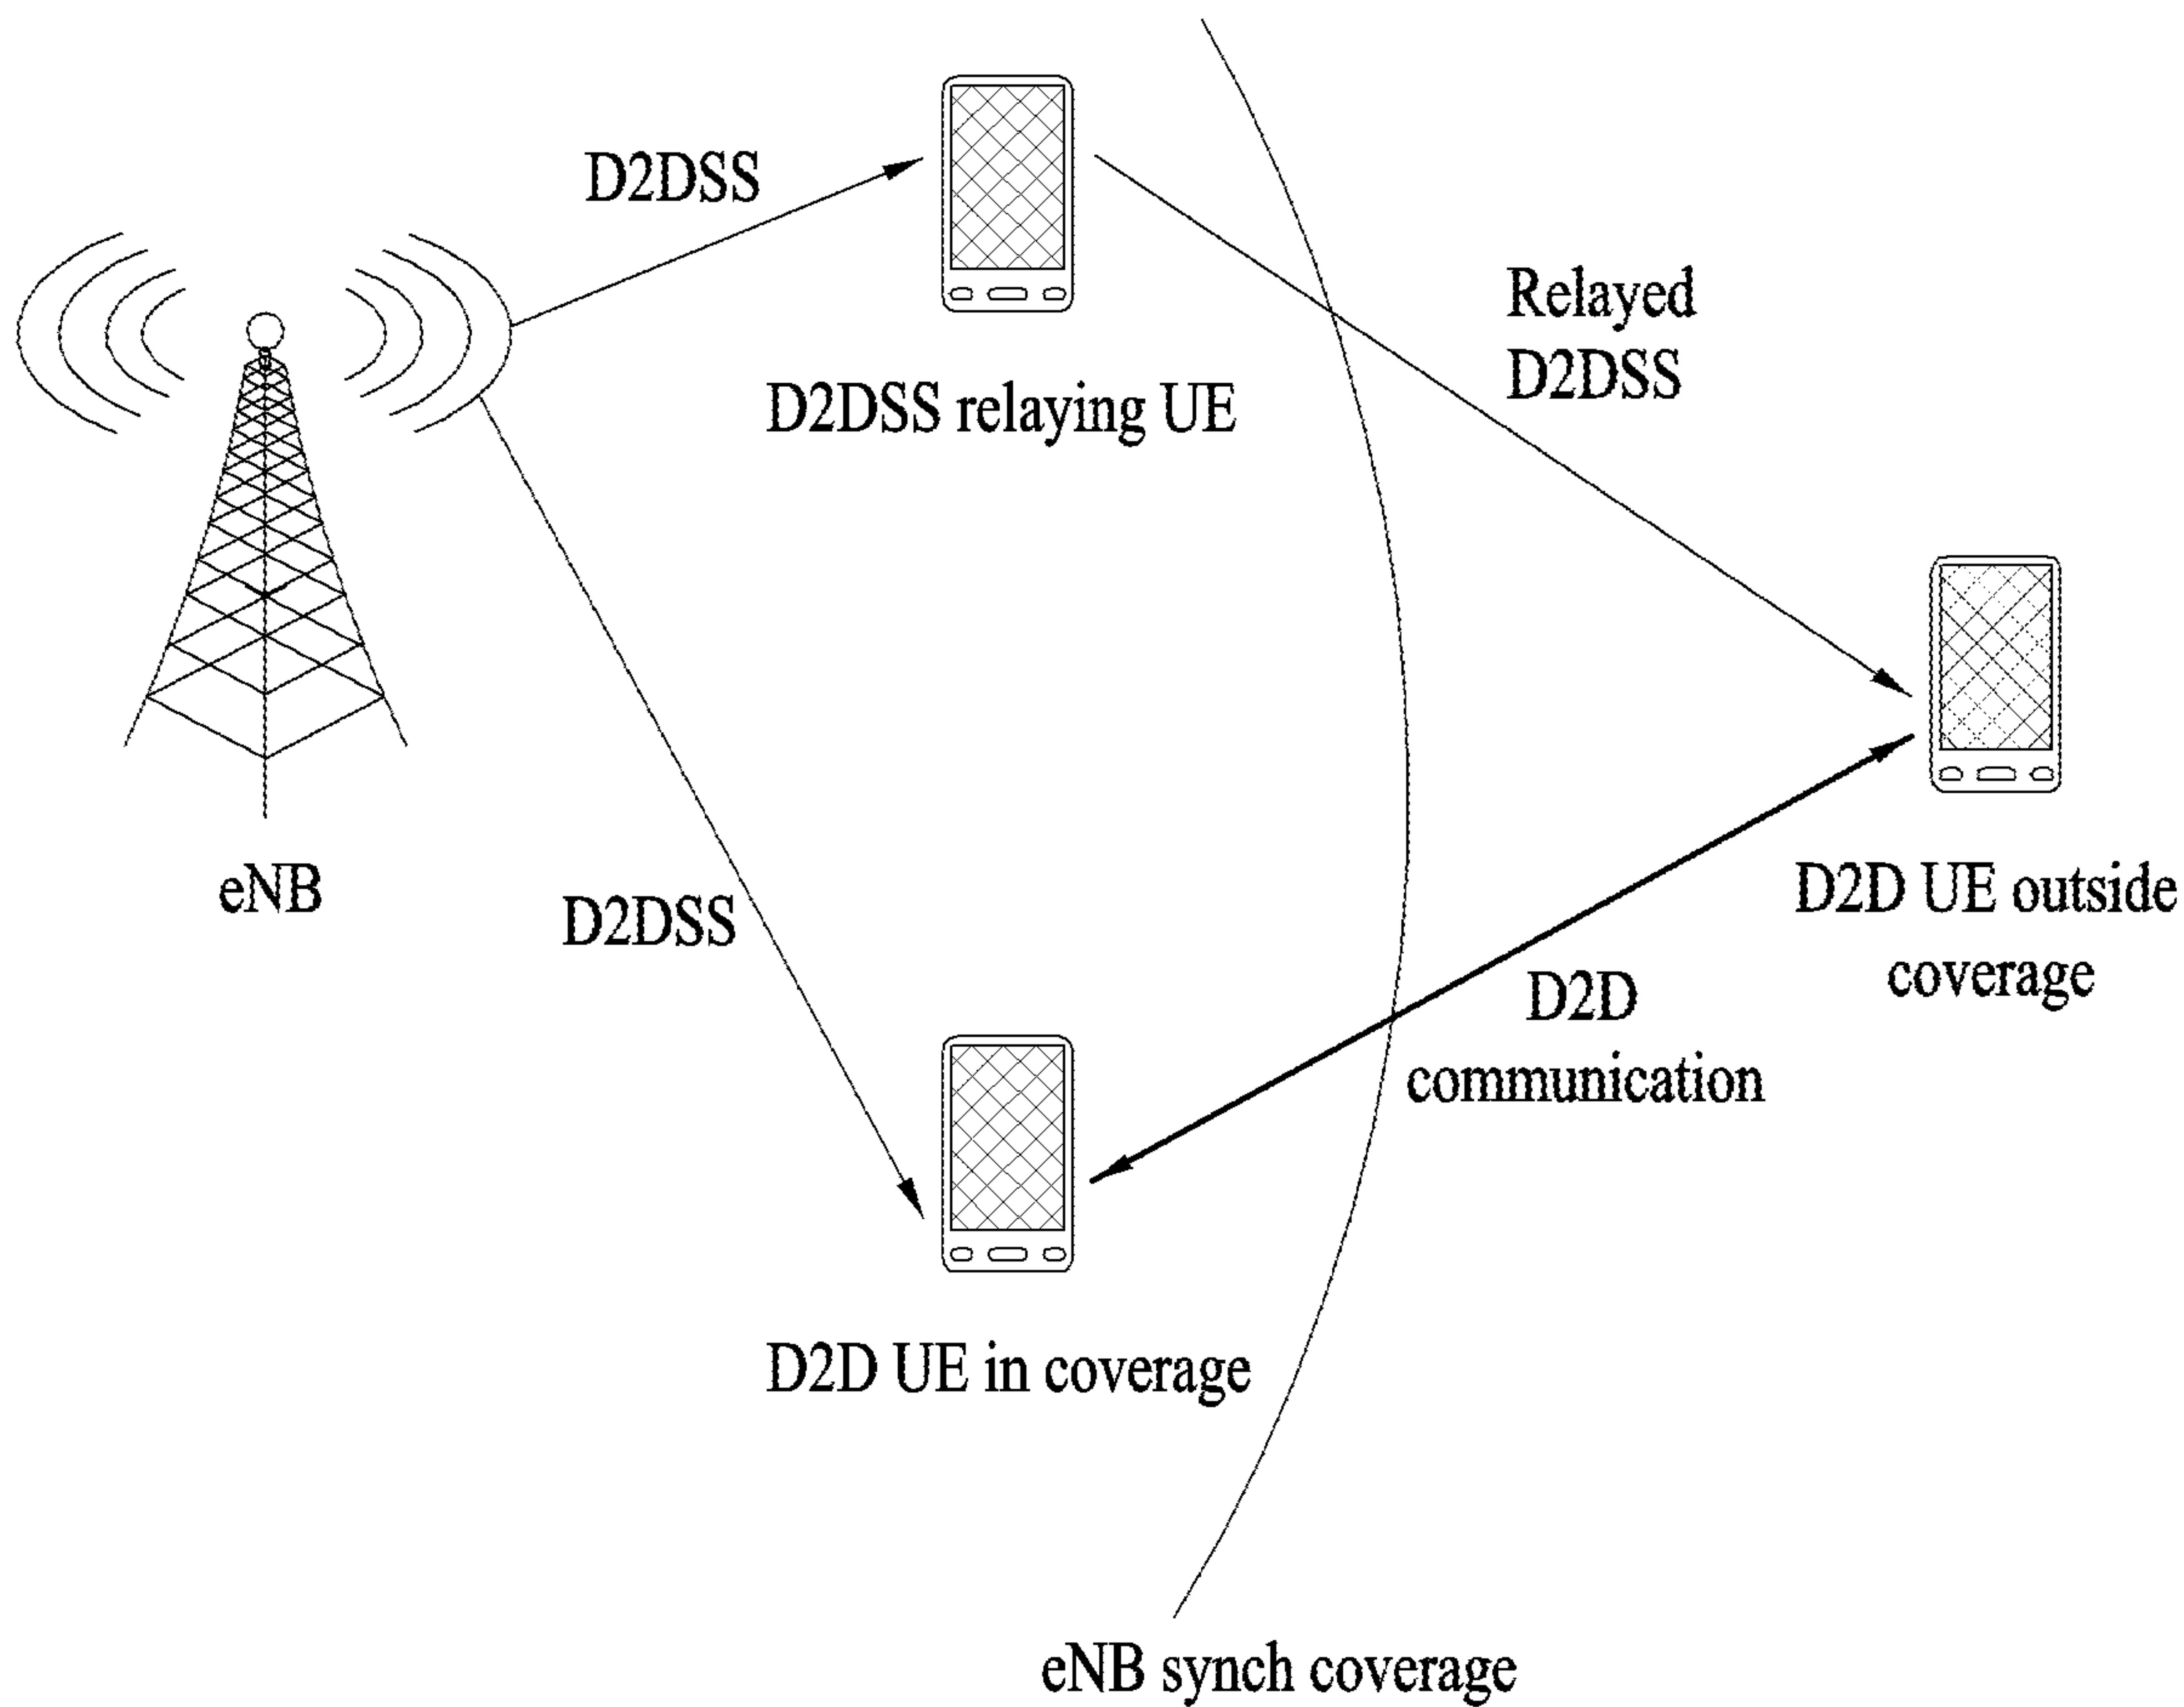 D2DSS
Relayed
D2DSS
D2DSS relaying UE
eNB
D2DSS
D2D UE outside
coverage
D2D
communication
D2D UE in coverage
eNB synch coverage